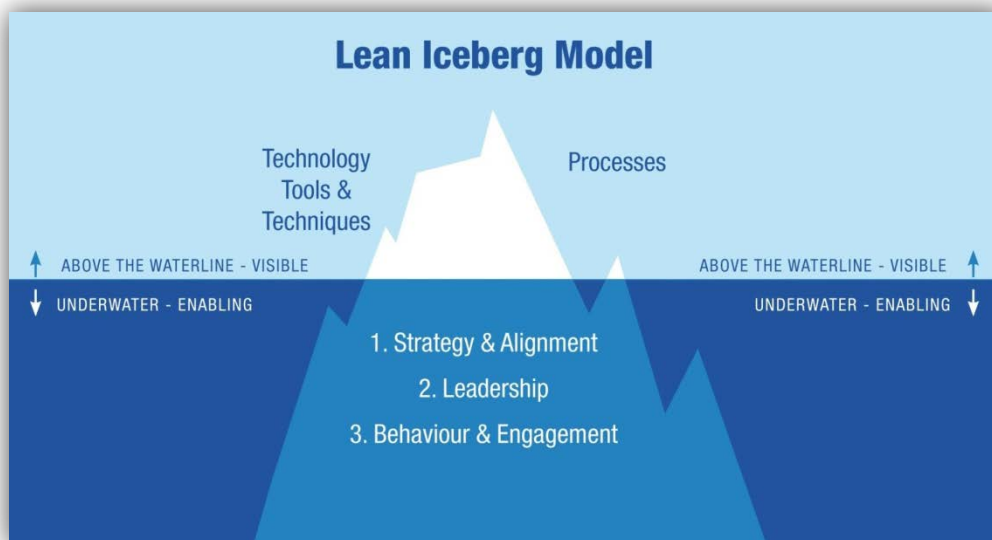 Lean Iceberg Model
Technology
Tools &
Techniques
Processes
ABOVE THE WATERLINE - VISIBLE
ABOVE THE WATERLINE - VISIBLE
UNDERWATER - ENABLING
UNDERWATER - ENABLING
1. Strategy & Alignment
2. Leadership
3. Behaviour & Engagement